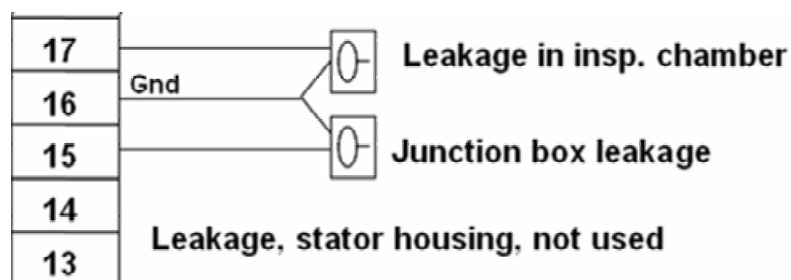 17
Leakage in insp. chamber
Gnd
16
15
Junction box leakage
14
Leakage, stator housing, not used
13